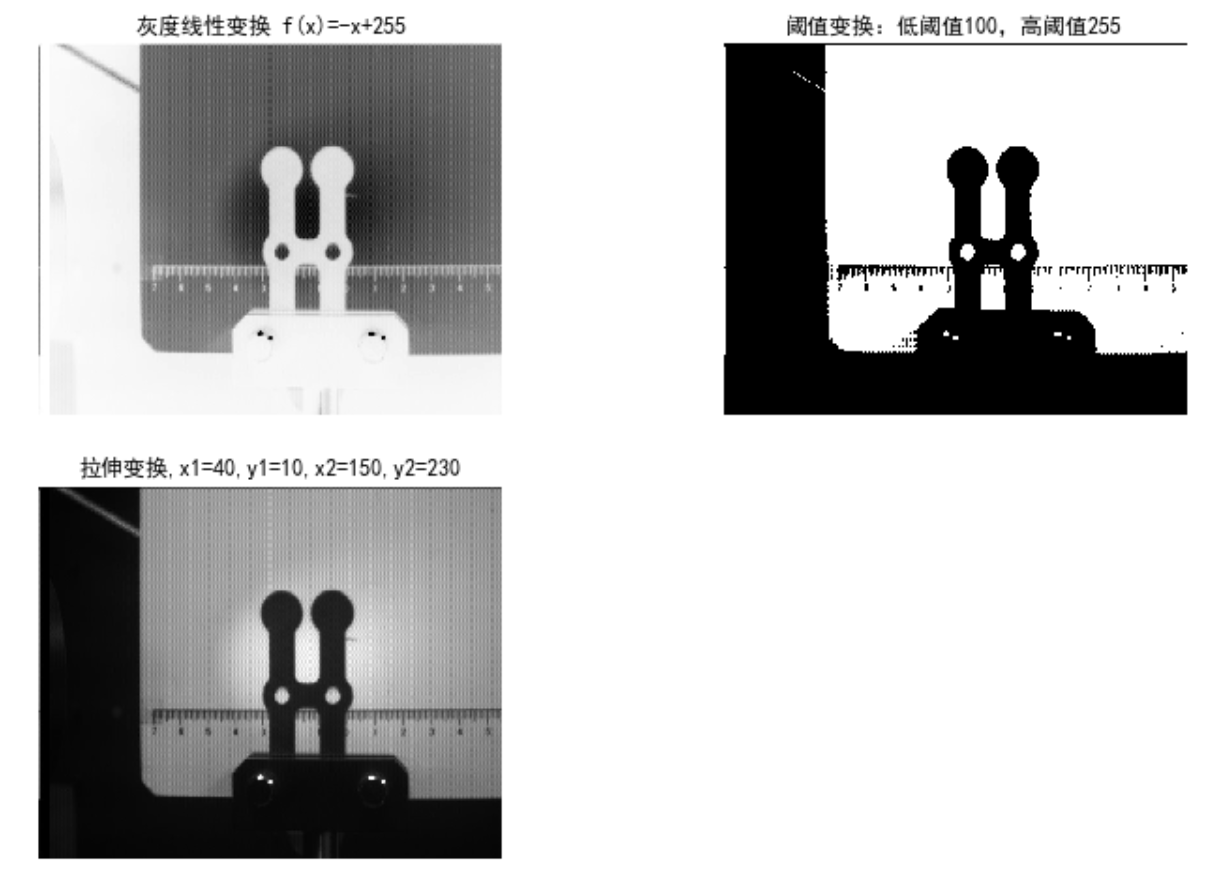 灰度线性变换 f(x)=-x+255
阈值变换：低阈值100，高阈值255
拉伸变换, x1=40, y1=10, x2=150, y2=230